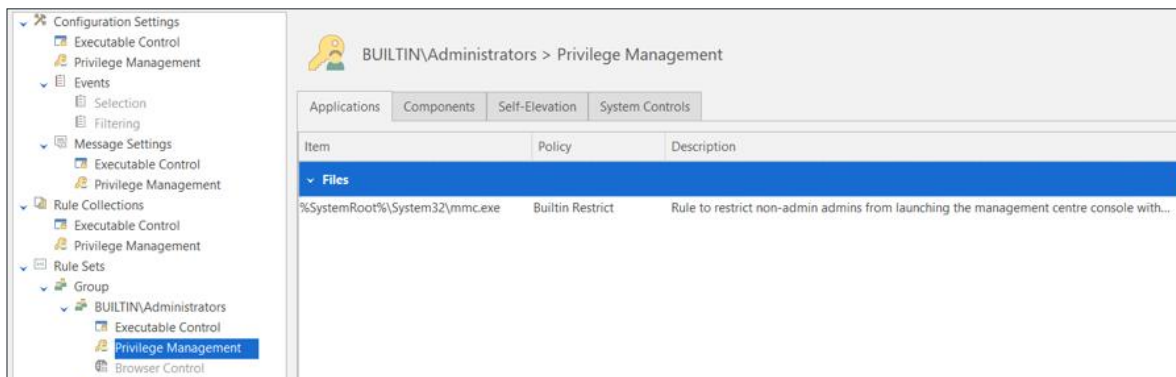 Configuration Settings
Executable Control
Privilege Management
Events
Selection
Filtering
Message Settings
Executable Control
Privilege Management
Rule Collections
Executable Control
Privilege Management
Rule Sets
Group
BUILTIN\Administrators
Executable Control
Privilege Management
Browser Control
BUILTIN\Administrators > Privilege Management
Applications Components Self-Elevation System Controls
Item Policy Description
Files
%SystemRoot%\System32\mmc.exe Builtin Restrict Rule to restrict non-admin admins from launching the management centre console with...